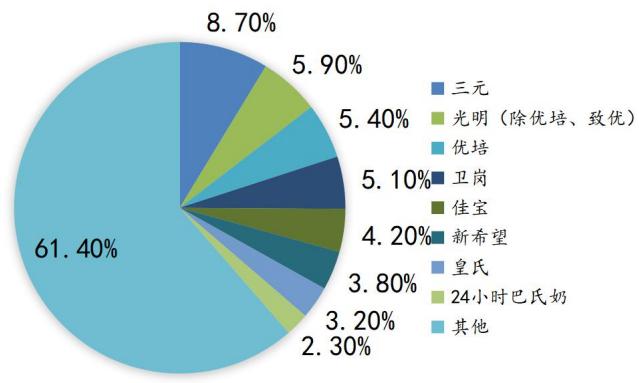 8.70%
5.90%
5.40%
5.10%
4.20%
3.80%
3.20%
2.30%
61.40%
三元
光明（除优培、致优）
优培
卫岗
佳宝
新希望
皇氏
24小时巴氏奶
其他